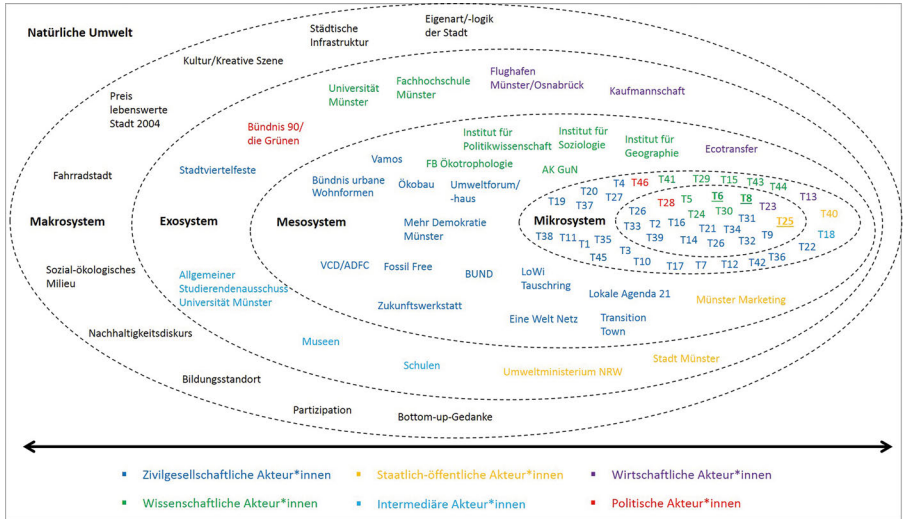 Natürliche Umwelt
Städtische
Infrastruktur
Eigenart/-logik
der Stadt
Kultur/Kreative Szene
Preis
lebenswerte
Stadt 2004
Fahrradstadt
Makrosystem
Sozial-ökologisches
Milieu
Nachhaltigkeitsdiskurs
Bildungsstandort
Partizipation
Bottom-up-Gedanke
Universität
Münster
Fachhochschule
Münster
Flughafen
Münster/Osnabrück
Kaufmannschaft
Bündnis 90/
die Grünen
Stadtviertelfeste
Exosystem
Allgemeiner
Studierendenausschuss
Universität Münster
Museen
Schulen
Umweltministerium NRW
Stadt Münster
Institut für
Politikwissenschaft
Institut für
Soziologie
Institut für
Geographie
Ecotransfer
Vamos
FB Ökotrophologie
AK GuN
Bündnis urbane
Wohnformen
Ökobau
Umweltforum/
-haus
Mesosystem
Mehr Demokratie
Münster
VCD/ADFC
Fossil Free
BUND
LoWi
Tauschring
Lokale Agenda 21
Münster Marketing
Zukunftswerkstatt
Eine Welt Netz
Transition
Town
Mikrosystem
T4 T46 T41 T29 T15 T43 T44
T20
T19 T37 T27 T28 T5 T6 T8 T13
T26 T24 T30 T23 T40
T33 T2 T16 T21 T34 T31 T25
T38 T11 T1 T35 T39 T14 T26 T32 T9 T18
T45 T3 T10 T17 T7 T12 T42 T36 T22
Zivilgesellschaftliche Akteur*innen
Staatlich-öffentliche Akteur*innen
Wirtschaftliche Akteur*innen
Wissenschaftliche Akteur*innen
Intermediäre Akteur*innen
Politische Akteur*innen